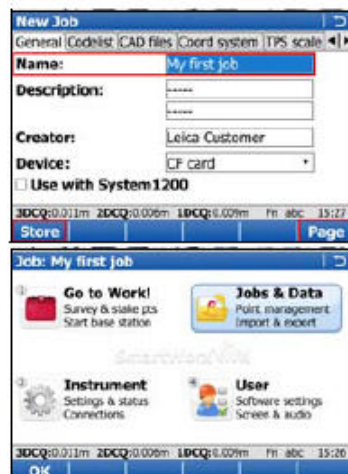 New Job
General Codelist CAD files Coord system TPS scale
Name: My first job
Description: -----
-----
Creator: Leica Customer
Device: CF card
Use with System1200
3DCQ:0.011m 2DCQ:0.006m 1DCQ:0.009m Fn abc 15:27
Store Page
Job: My first job
Go to Work!
Survey & stake pts
Start base station
Jobs & Data
Point management
Import & export
SmartWorx Viva
Instrument
Settings & status
Connections
User
Software settings
Screen & audio
3DCQ:0.011m 2DCQ:0.006m 1DCQ:0.009m Fn abc 15:26
OK